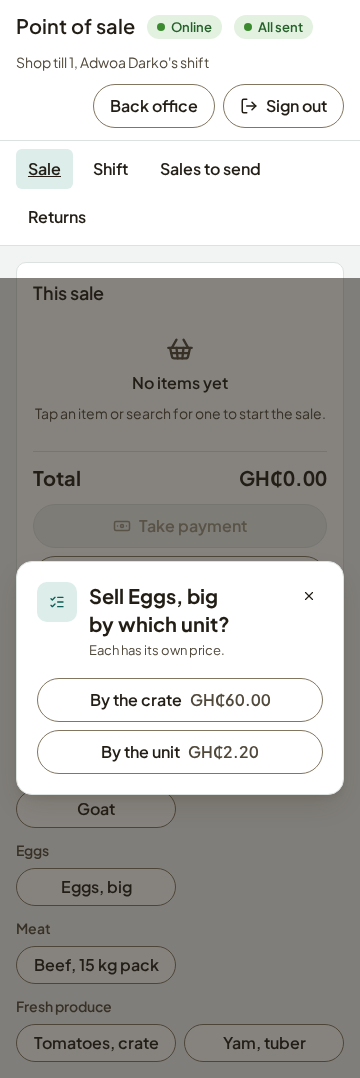 Point of sale
Online
All sent
Shop till 1, Adwoa Darko's shift
Back office
Sign out
Sale
Shift
Sales to send
Returns
This sale
No items yet
Tap an item or search for one to start the sale.
Total GH₵0.00
Take payment
Sell Eggs, big
by which unit?
Each has its own price.
By the crate GH₵60.00
By the unit GH₵2.20
Goat
Eggs
Eggs, big
Meat
Beef, 15 kg pack
Fresh produce
Tomatoes, crate
Yam, tuber